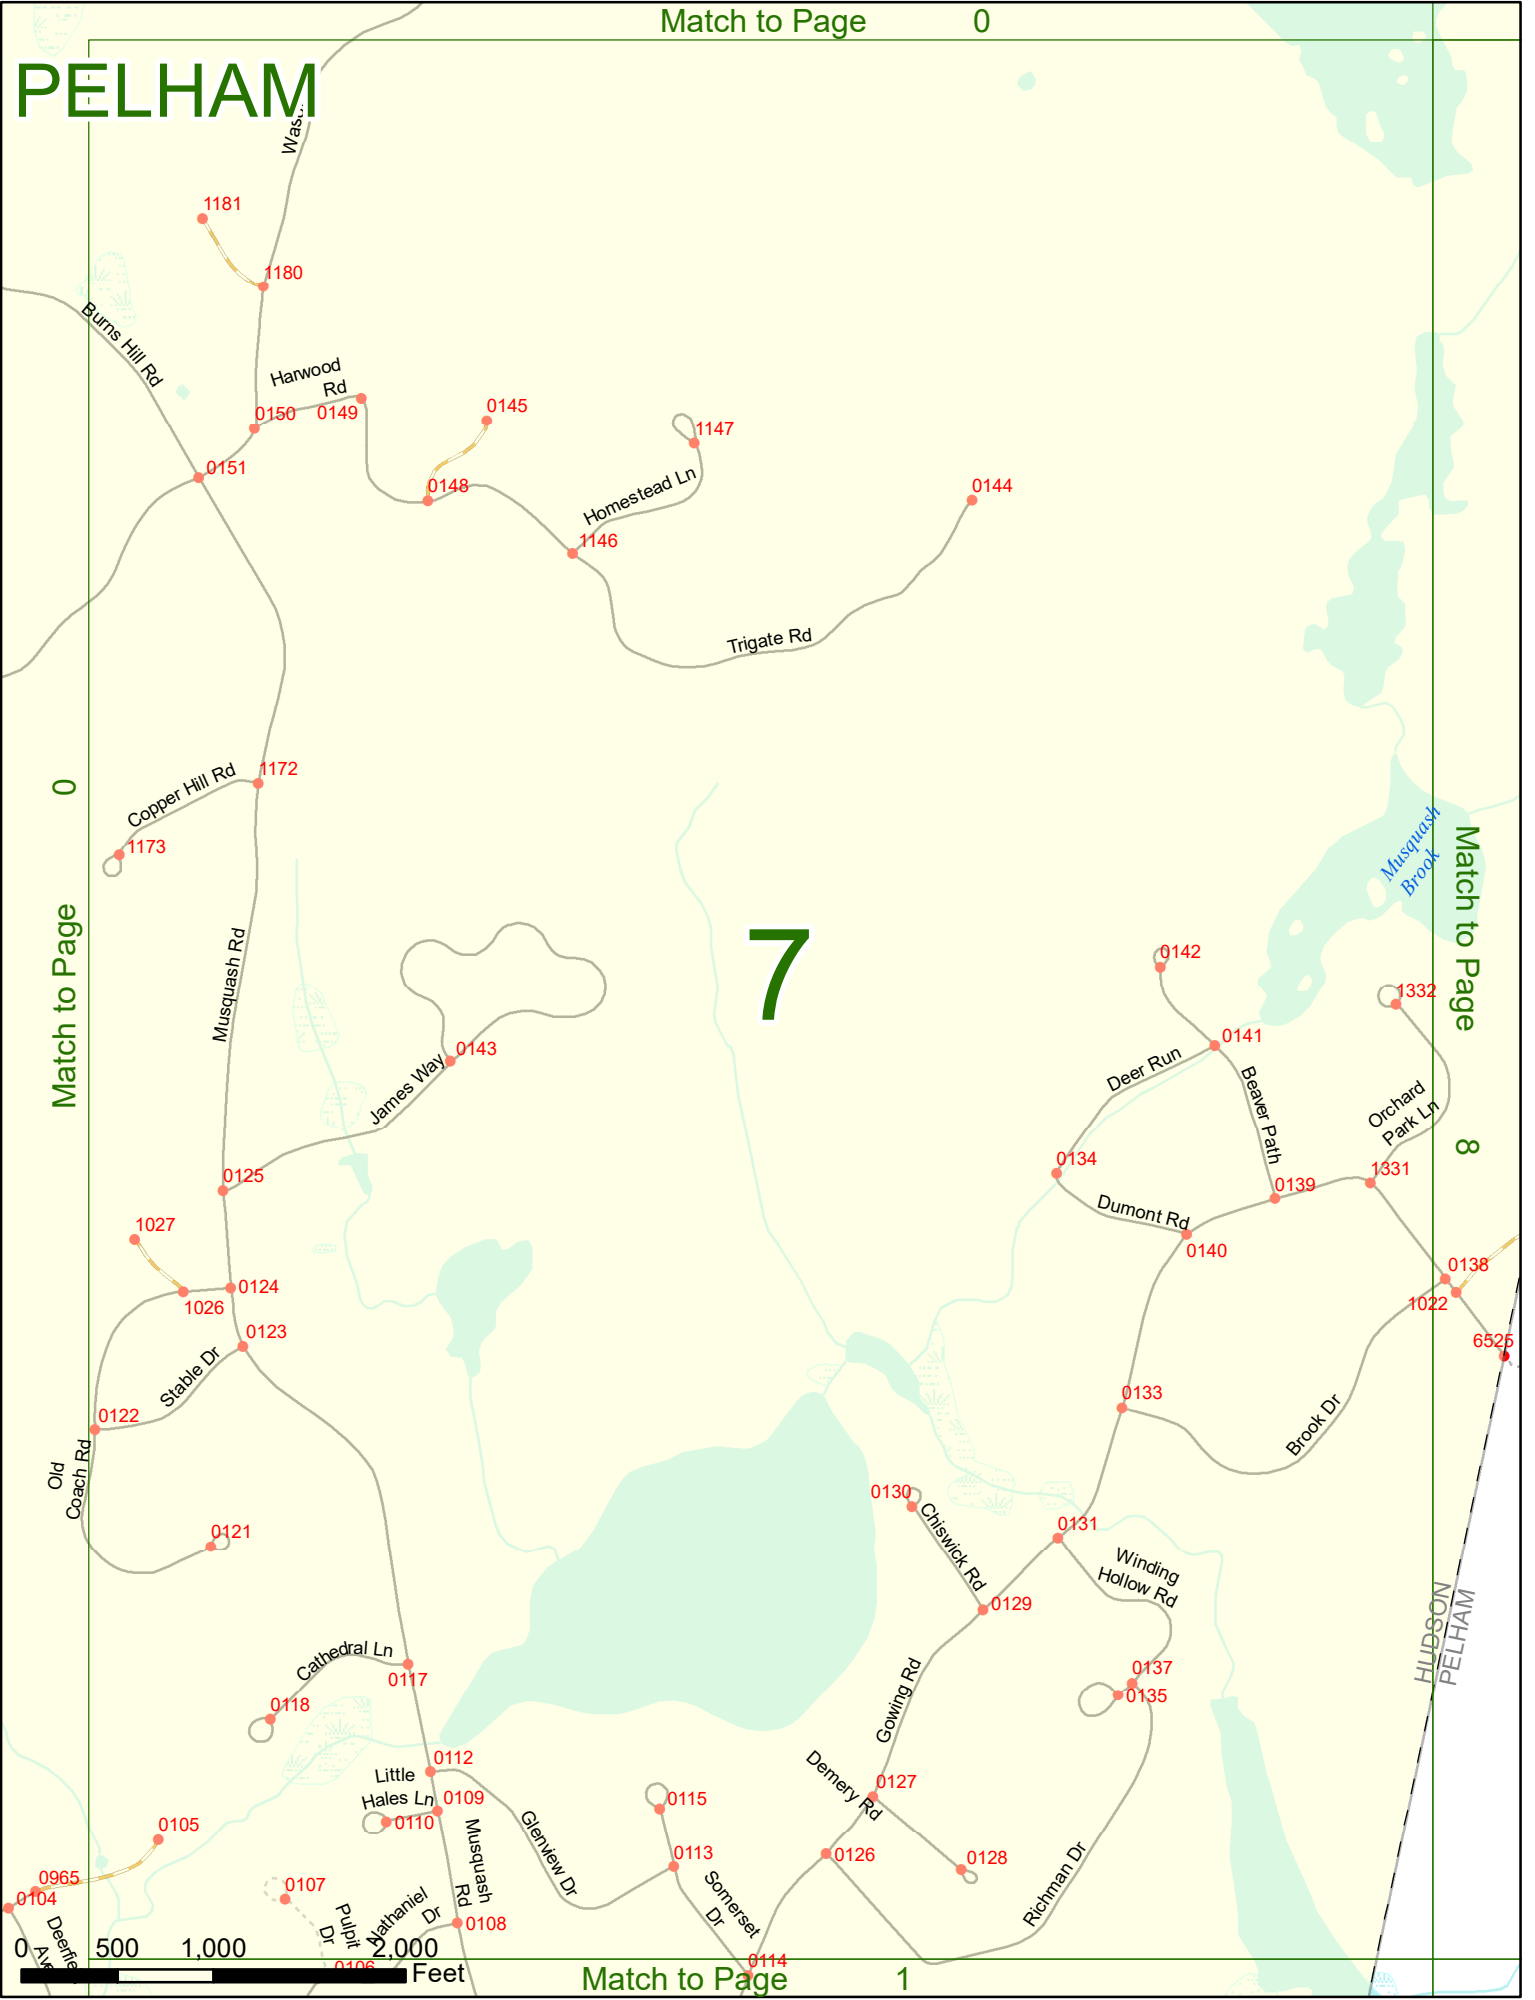 Match to Page 0
PELHAM
1181
1180
Burns Hill Rd
Harwood
Rd
0150
0149
0145
1147
0151
0148
Homestead Ln
0144
1146
Trigate Rd
1172
Copper Hill Rd
1173
0
Match to Page
Musquash
Brook
Match to Page
8
Musquash Rd
7
0142
1332
0143
James Way
0141
Deer Run
Beaver Path
Orchard
Park Ln
0134
0125
0139
1331
Dumont Rd
0140
1027
0124
1026
0138
1022
0123
6525
Stable Dr
0122
0133
Old
Coach Rd
Brook Dr
0130
Chiswick Rd
0121
0131
Winding
Hollow Rd
0129
HUDSON
PELHAM
Cathedral Ln
0117
Gowing Rd
0137
0135
0118
0112
Little
Hales Ln
0109
0110
Demery Rd
0127
0115
Glenview Dr
Musquash
Rd
0105
0113
0126
0128
0965
0104
0107
Somerset
Dr
Richman Dr
Nathaniel
Dr
Pulpit
Dr
0108
Ave
0106
0114
0 500 1,000 2,000
Feet
Match to Page 1